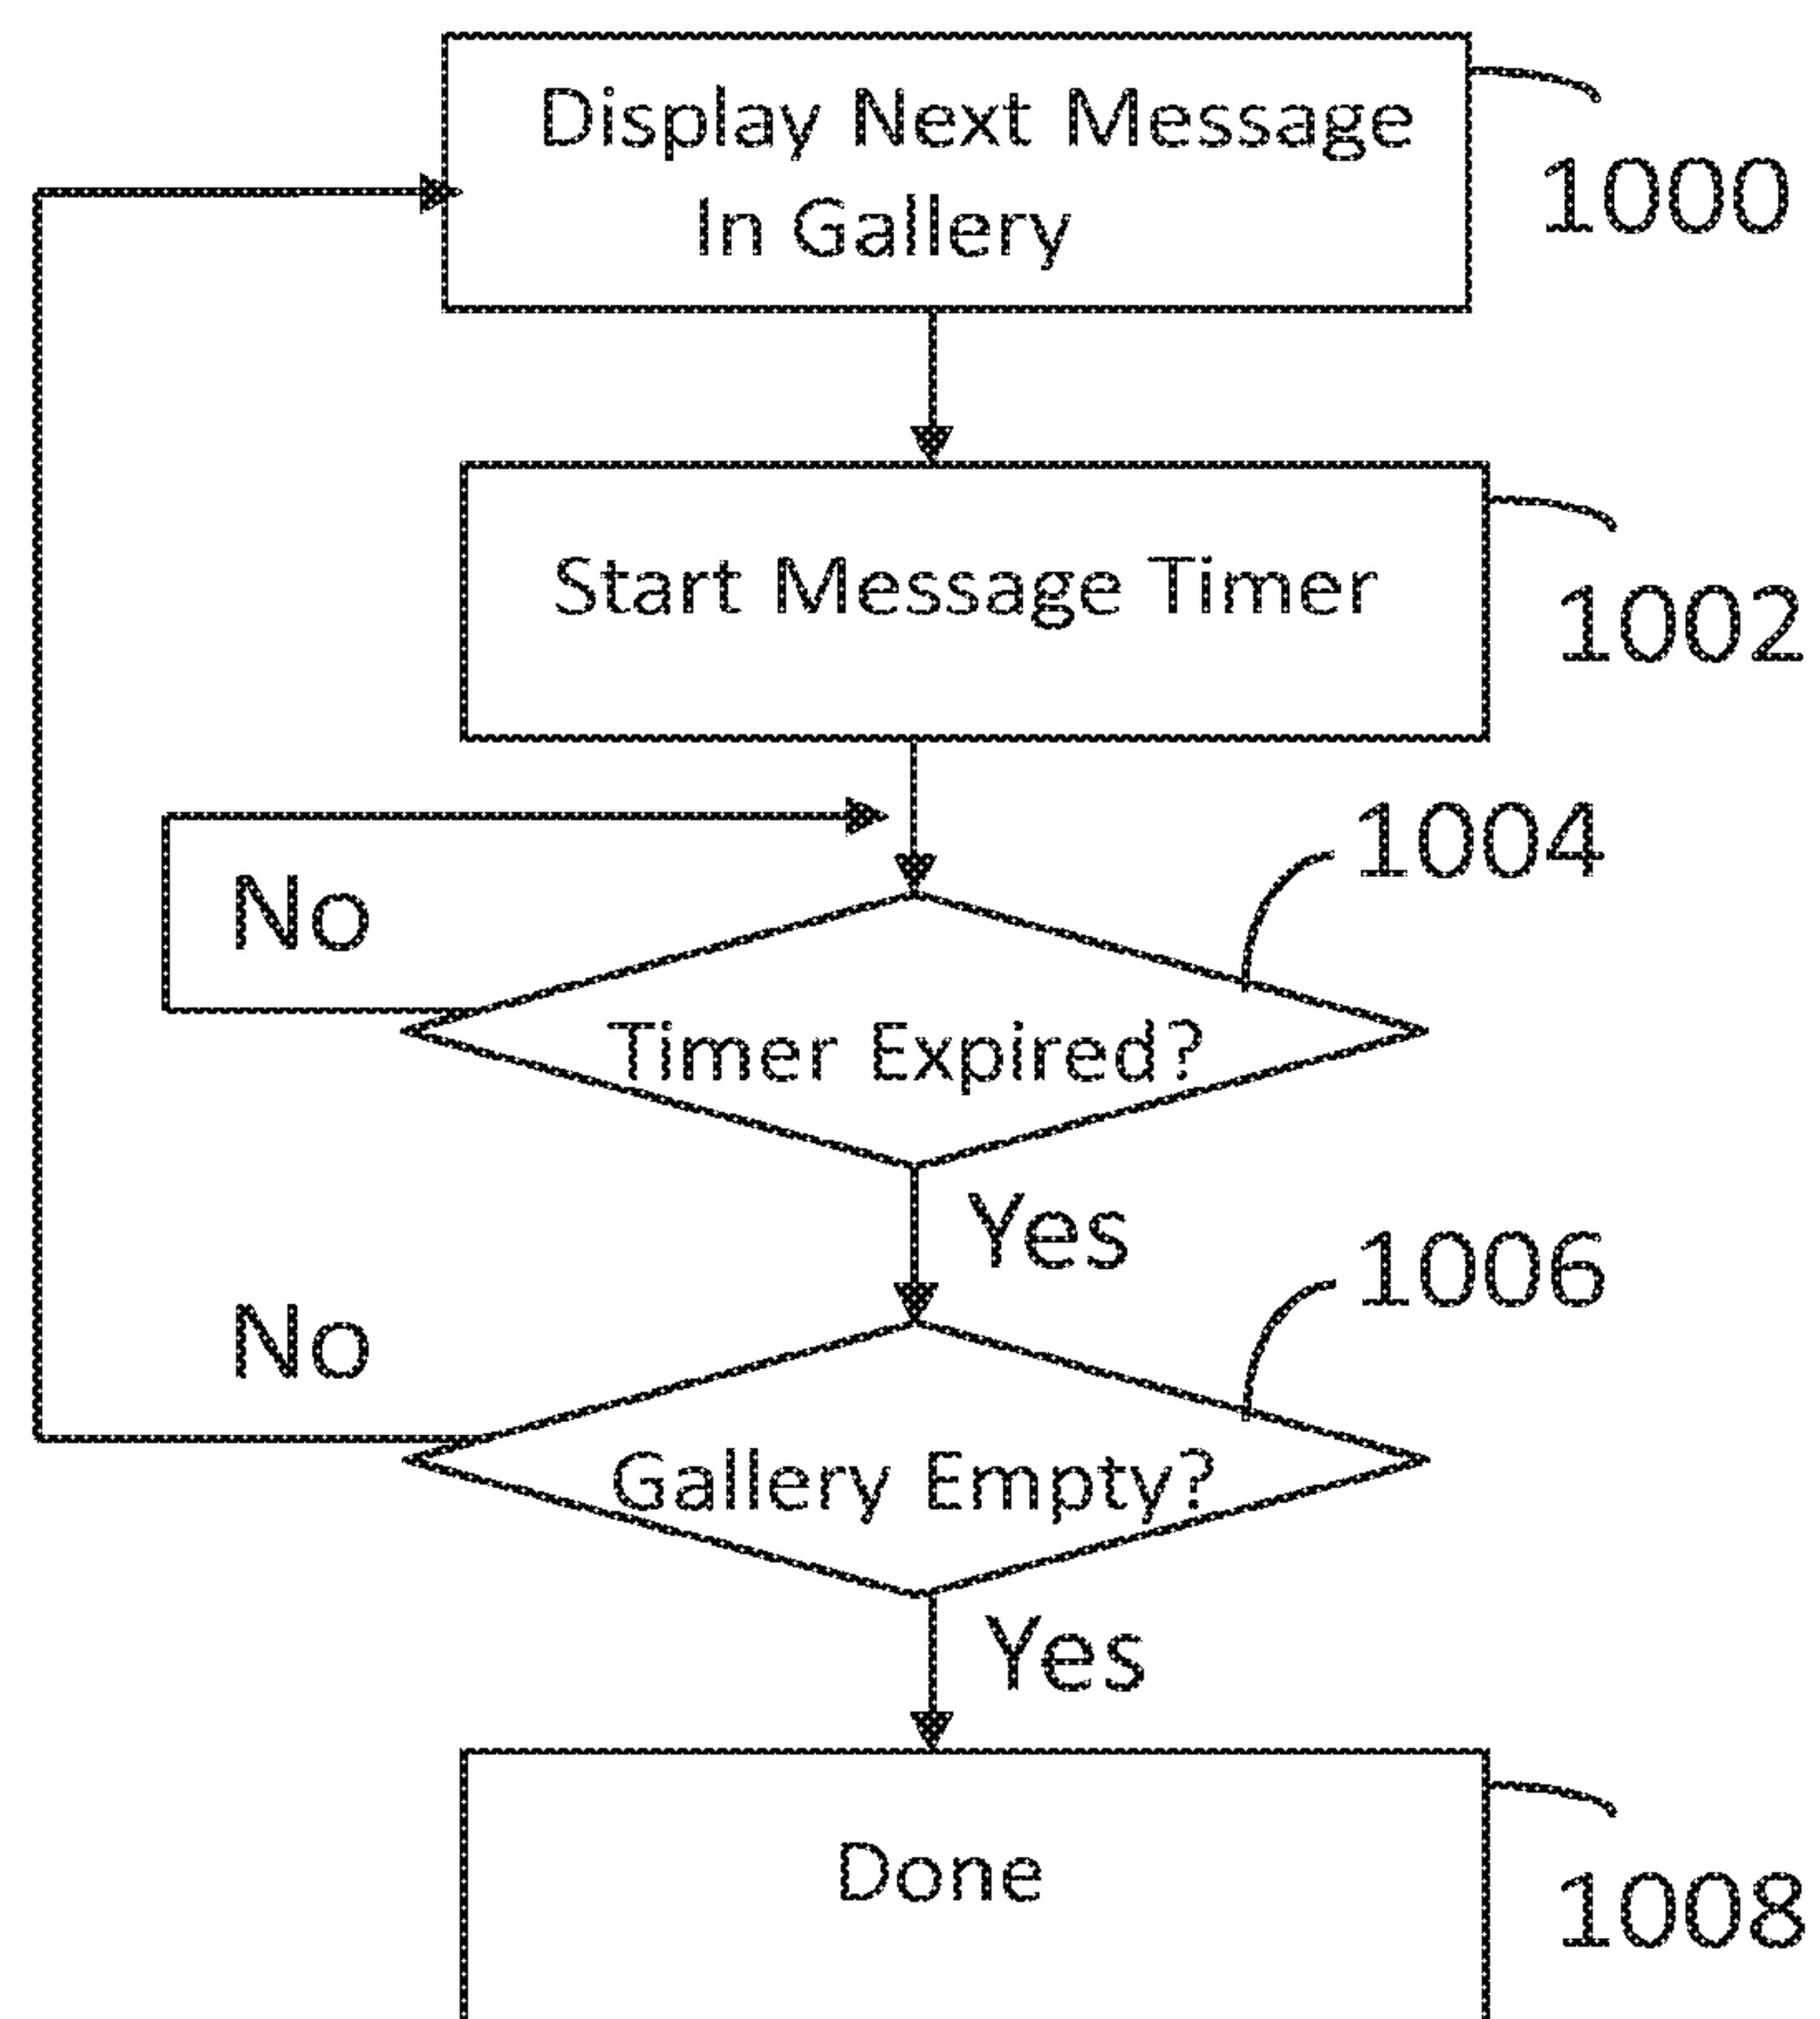 Display Next Message
In Gallery
1000
Start Message Timer
1002
1004
No
Timer Expired?
Yes
1006
No
Gallery Empty?
Yes
Done
1008